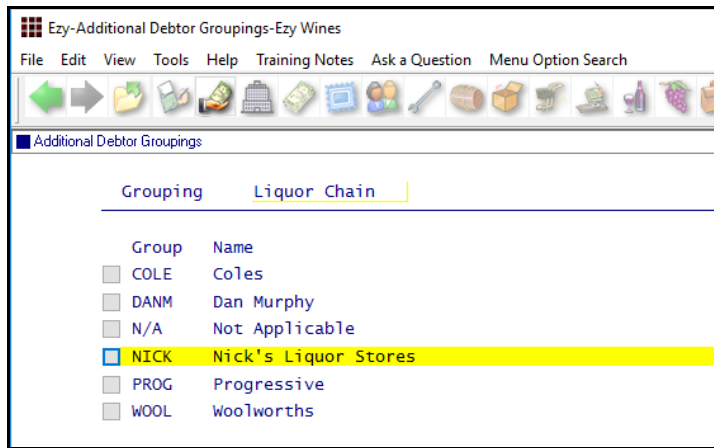 Ezy-Additional Debtor Groupings-Ezy Wines
File Edit View Tools Help Training Notes Ask a Question Menu Option Search
Additional Debtor Groupings
Grouping Liquor Chain
Group Name
COLE Coles
DANM Dan Murphy
N/A Not Applicable
NICK Nick's Liquor Stores
PROG Progressive
WOOL Woolworths